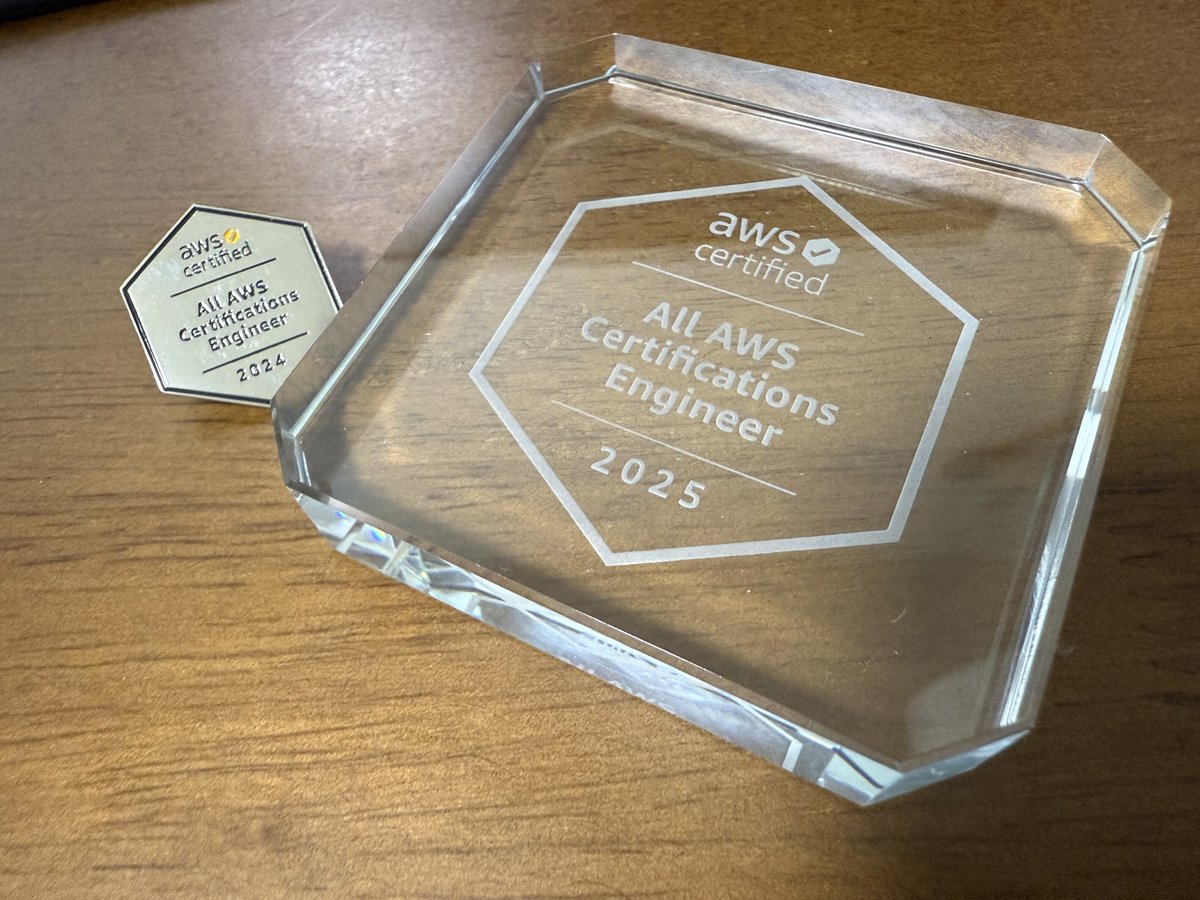 aws
certified
All AWS
Certifications
Engineer
2024
aws
certified
All AWS
Certifications
Engineer
2025